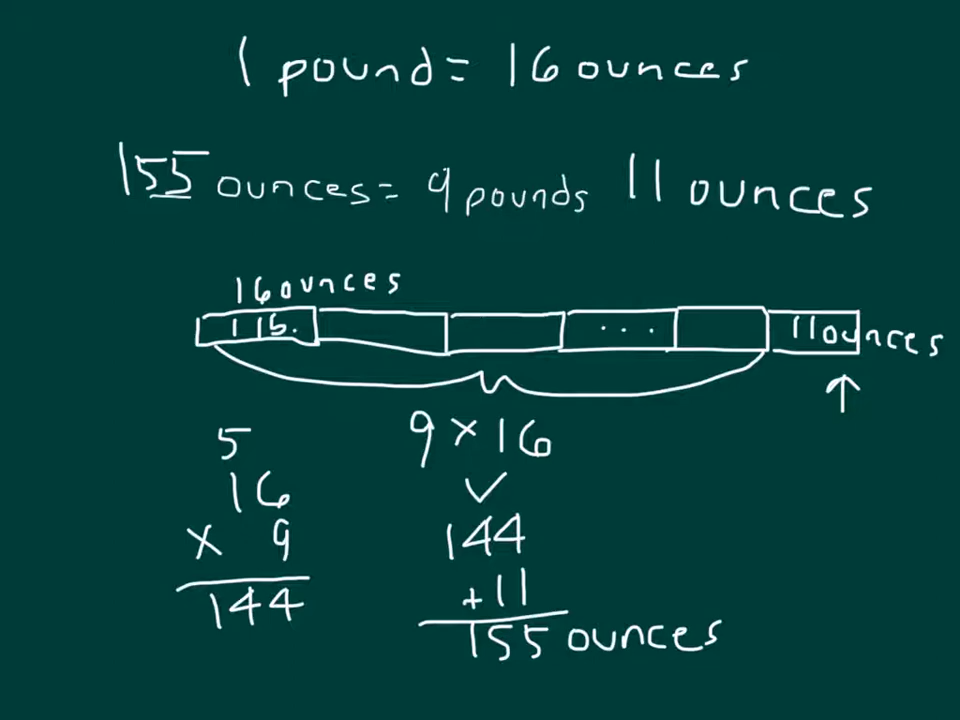 1 pound = 16 ounces
155 ounces = 9 pounds 11 ounces
16 ounces
1 lb. ... 11 ounces
5 9 × 16
16
× 9 144
144 + 11
155 ounces